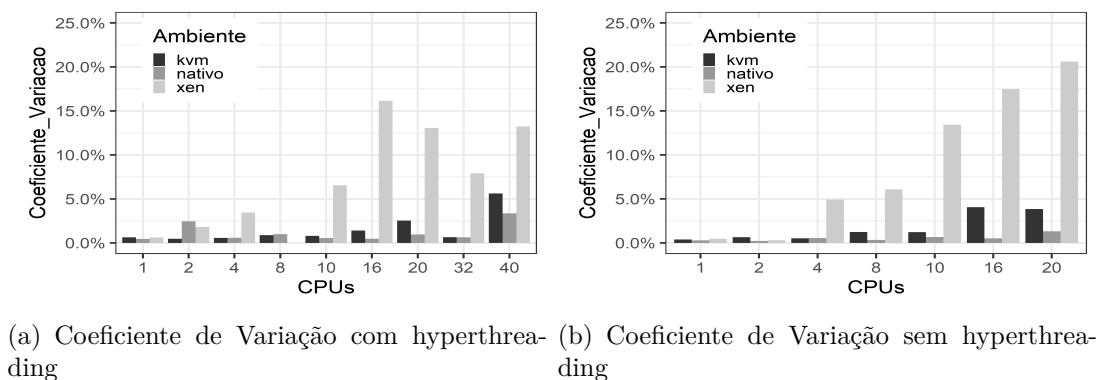 25.0%
20.0%
15.0%
10.0%
5.0%
0.0%
Coeficiente_Variacao
Ambiente
kvm
nativo
xen
1 2 4 8 10 16 20 32 40
CPUs
25.0%
20.0%
15.0%
10.0%
5.0%
0.0%
Coeficiente_Variacao
Ambiente
kvm
nativo
xen
1 2 4 8 10 16 20
CPUs
(a) Coeficiente de Variação com hyperthrea-
ding
(b) Coeficiente de Variação sem hyperthrea-
ding